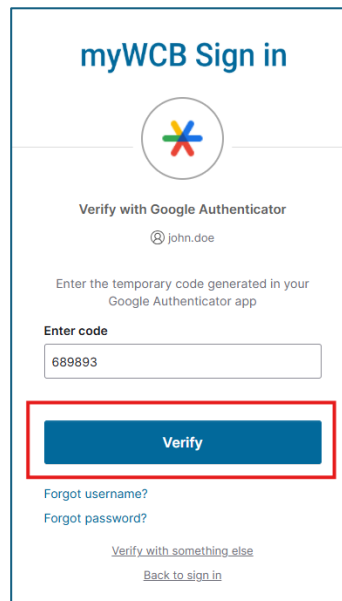 myWCB Sign in
Verify with Google Authenticator
john.doe
Enter the temporary code generated in your
Google Authenticator app
Enter code
689893
Verify
Forgot username?
Forgot password?
Verify with something else
Back to sign in